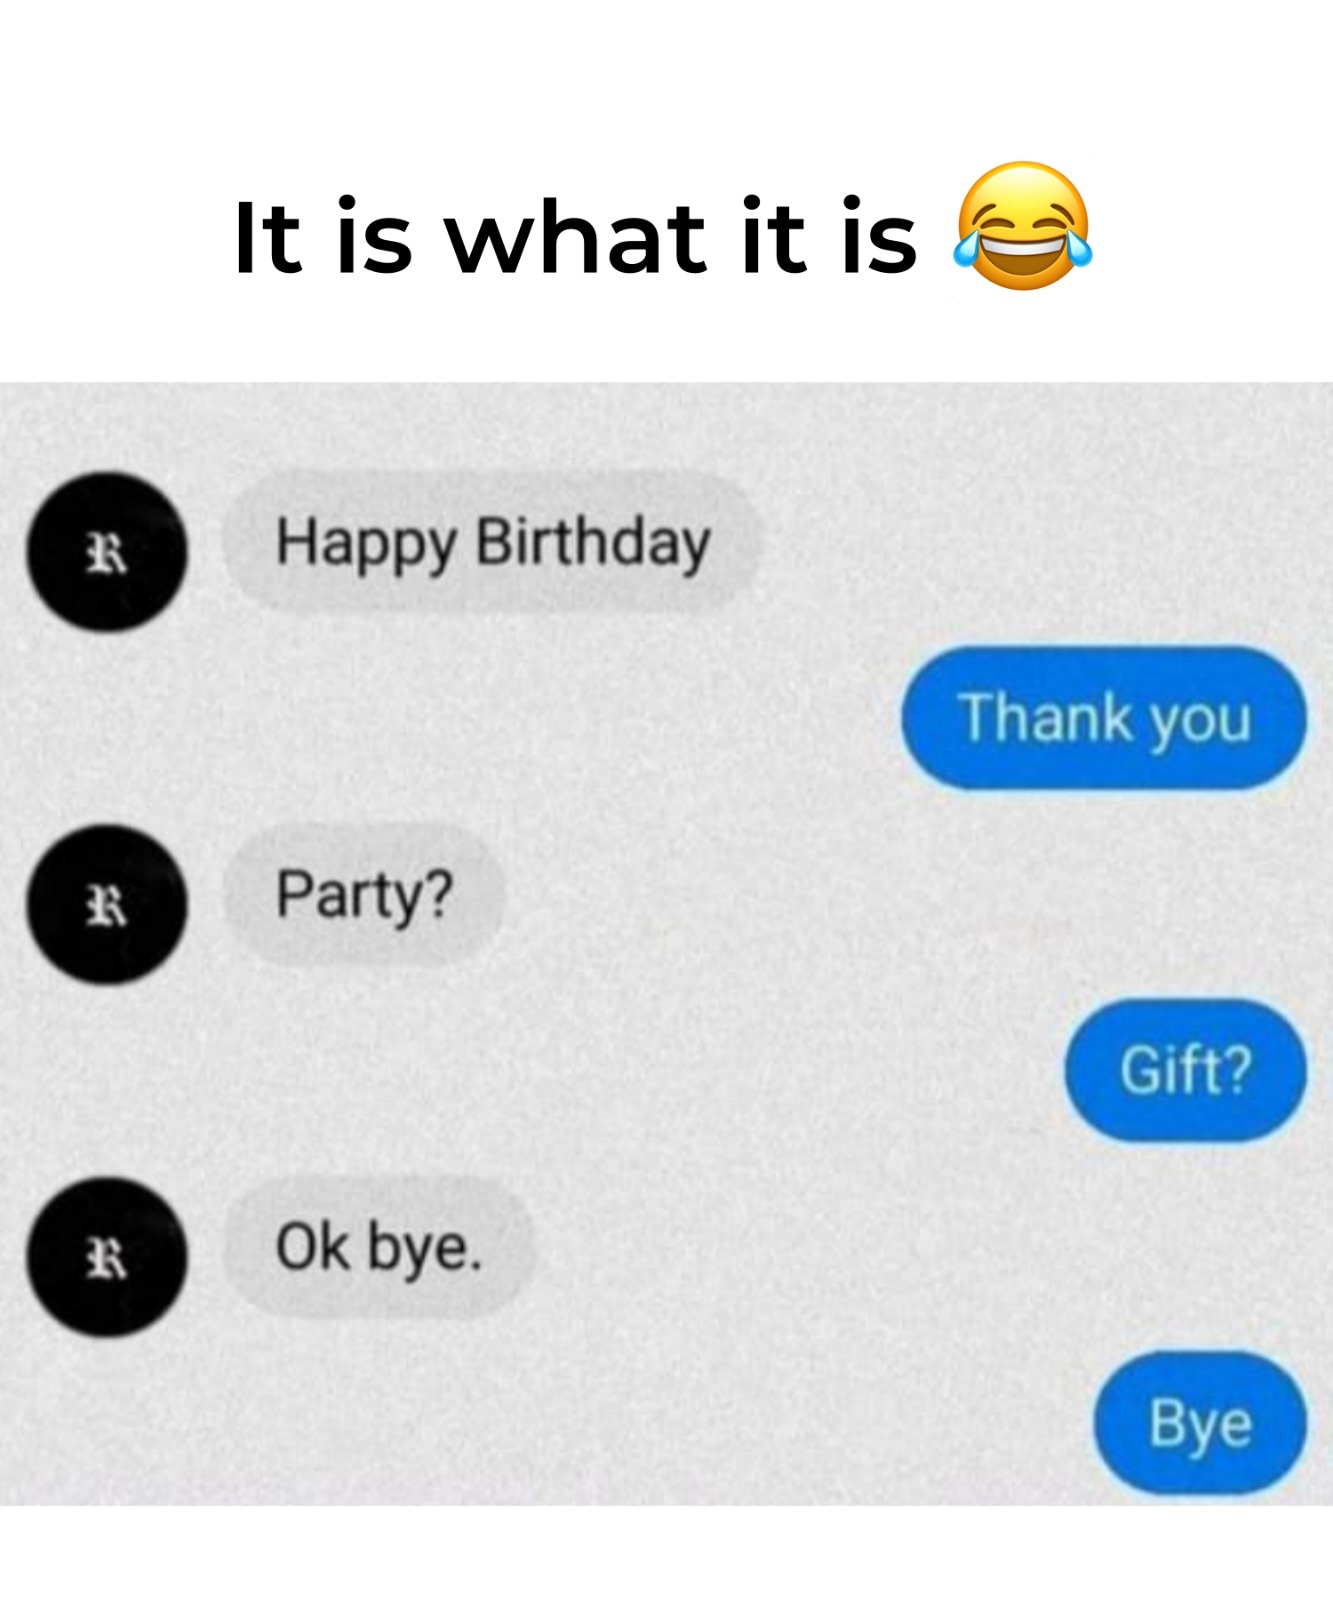 It is what it is 😂
R
Happy Birthday
Thank you
R
Party?
Gift?
R
Ok bye.
Bye